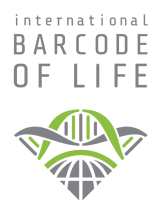 international
BARCODE
OF LIFE